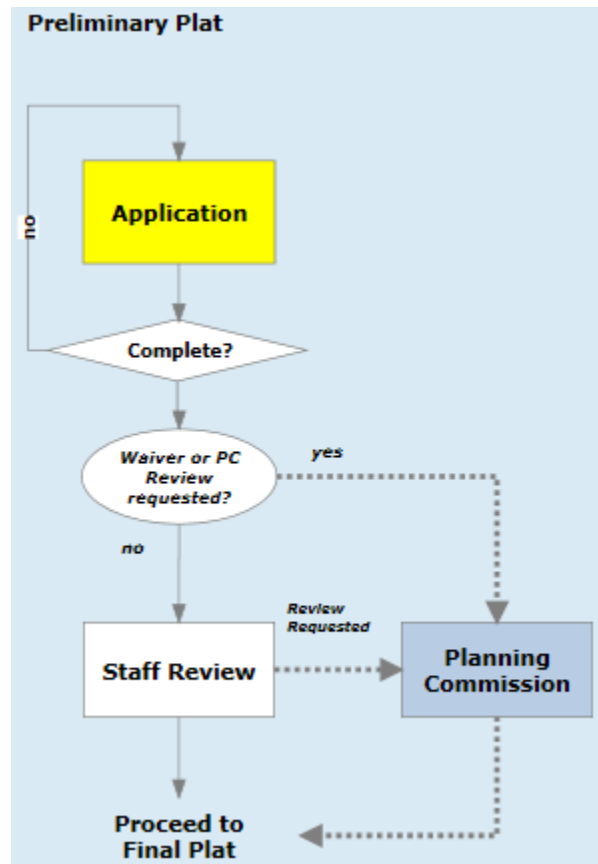 Preliminary Plat
Application
no
Complete?
Waiver or PC
Review
requested?
yes
no
Review
Requested
Staff Review
Planning
Commission
Proceed to
Final Plat